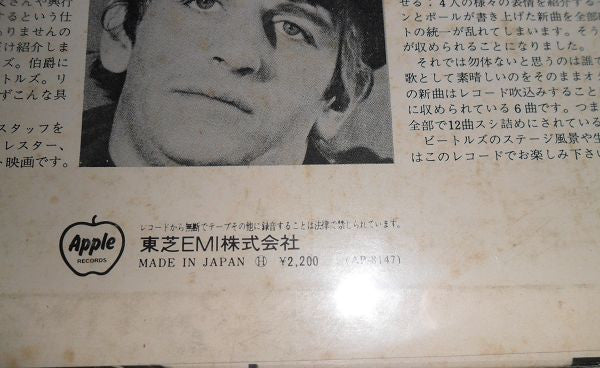 という仕
ありませんの
だけ紹介しま
ズ。伯爵に
トルズ。リ
ずこんな具
スタッフを
レスター、
ト映画です。
せる：4人の様々の表情を紹介する
ンとポールが書き上げた新曲を全部
トの統一が乱れてしまいます。そう
が収められることになりました。
それでは勿体ないと思うのは誰で
歌として素晴しいのをそのままオ
の新曲はレコード吹込みすること
に収められている6曲です。つま
全部で12曲スシ詰めにされている
ビートルズのステージ風景や生
はこのレコードでお楽しみ下さい
レコードから無断でテープその他に録音することは法律で禁じられています。
Apple
RECORDS
東芝EMI株式会社
MADE IN JAPAN Ⓗ ¥2,200 (AP-8147)